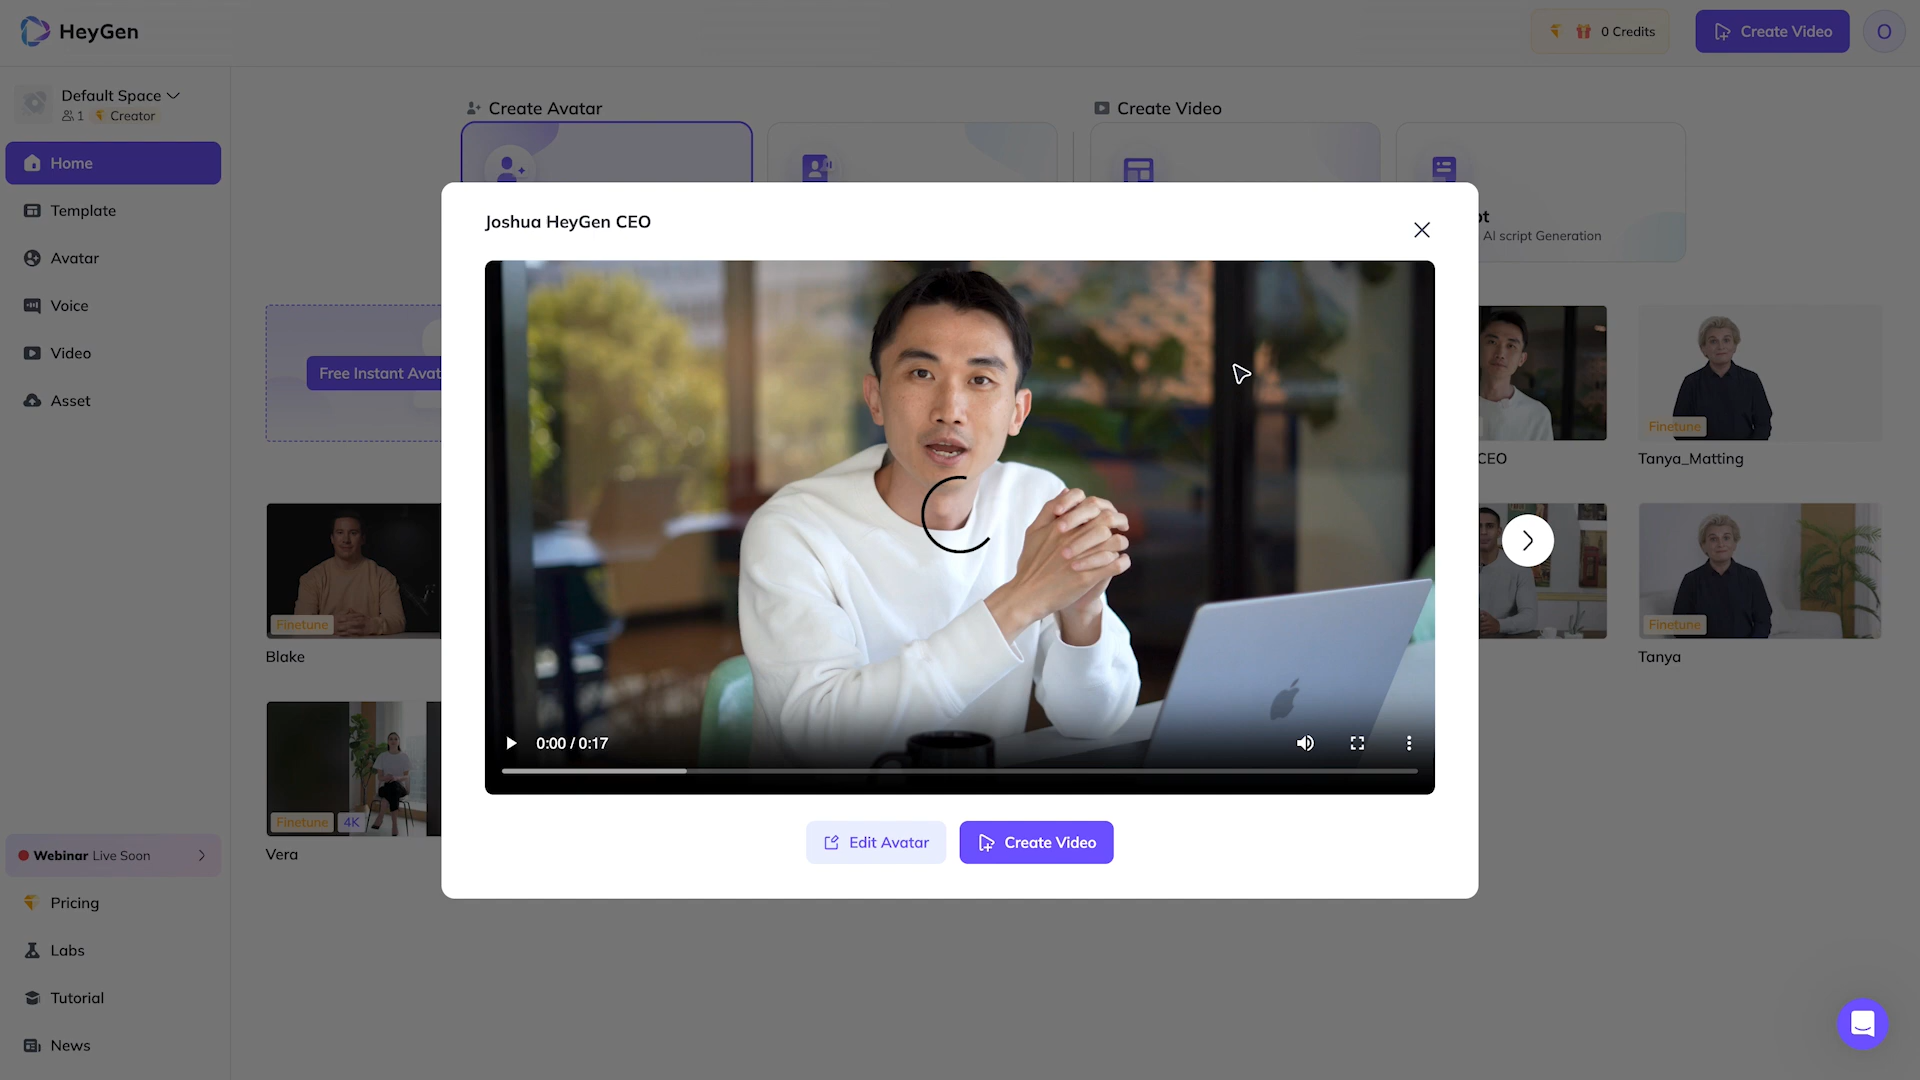 HeyGen
0 Credits
Create Video
O
Default Space
1 Creator
Home
Template
Avatar
Voice
Video
Asset
Webinar Live Soon
Pricing
Labs
Tutorial
News
Create Avatar
Create Video
AI script Generation
Free Instant Avat
Joshua HeyGen CEO
0:00 / 0:17
Edit Avatar
Create Video
CEO
Finetune
Tanya_Matting
Finetune
Blake
Finetune
Tanya
Finetune
4K
Vera